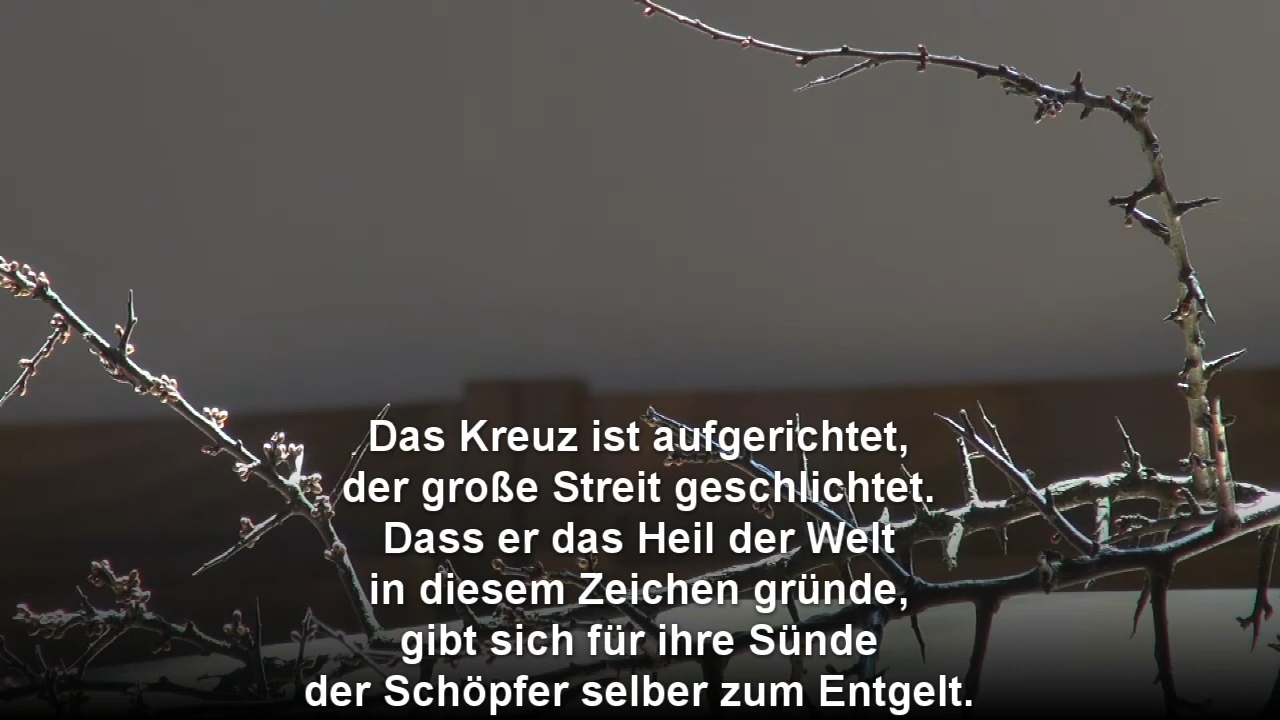 Das Kreuz ist aufgerichtet,
der große Streit geschlichtet.
Dass er das Heil der Welt
in diesem Zeichen gründe,
gibt sich für ihre Sünde
der Schöpfer selber zum Entgelt.